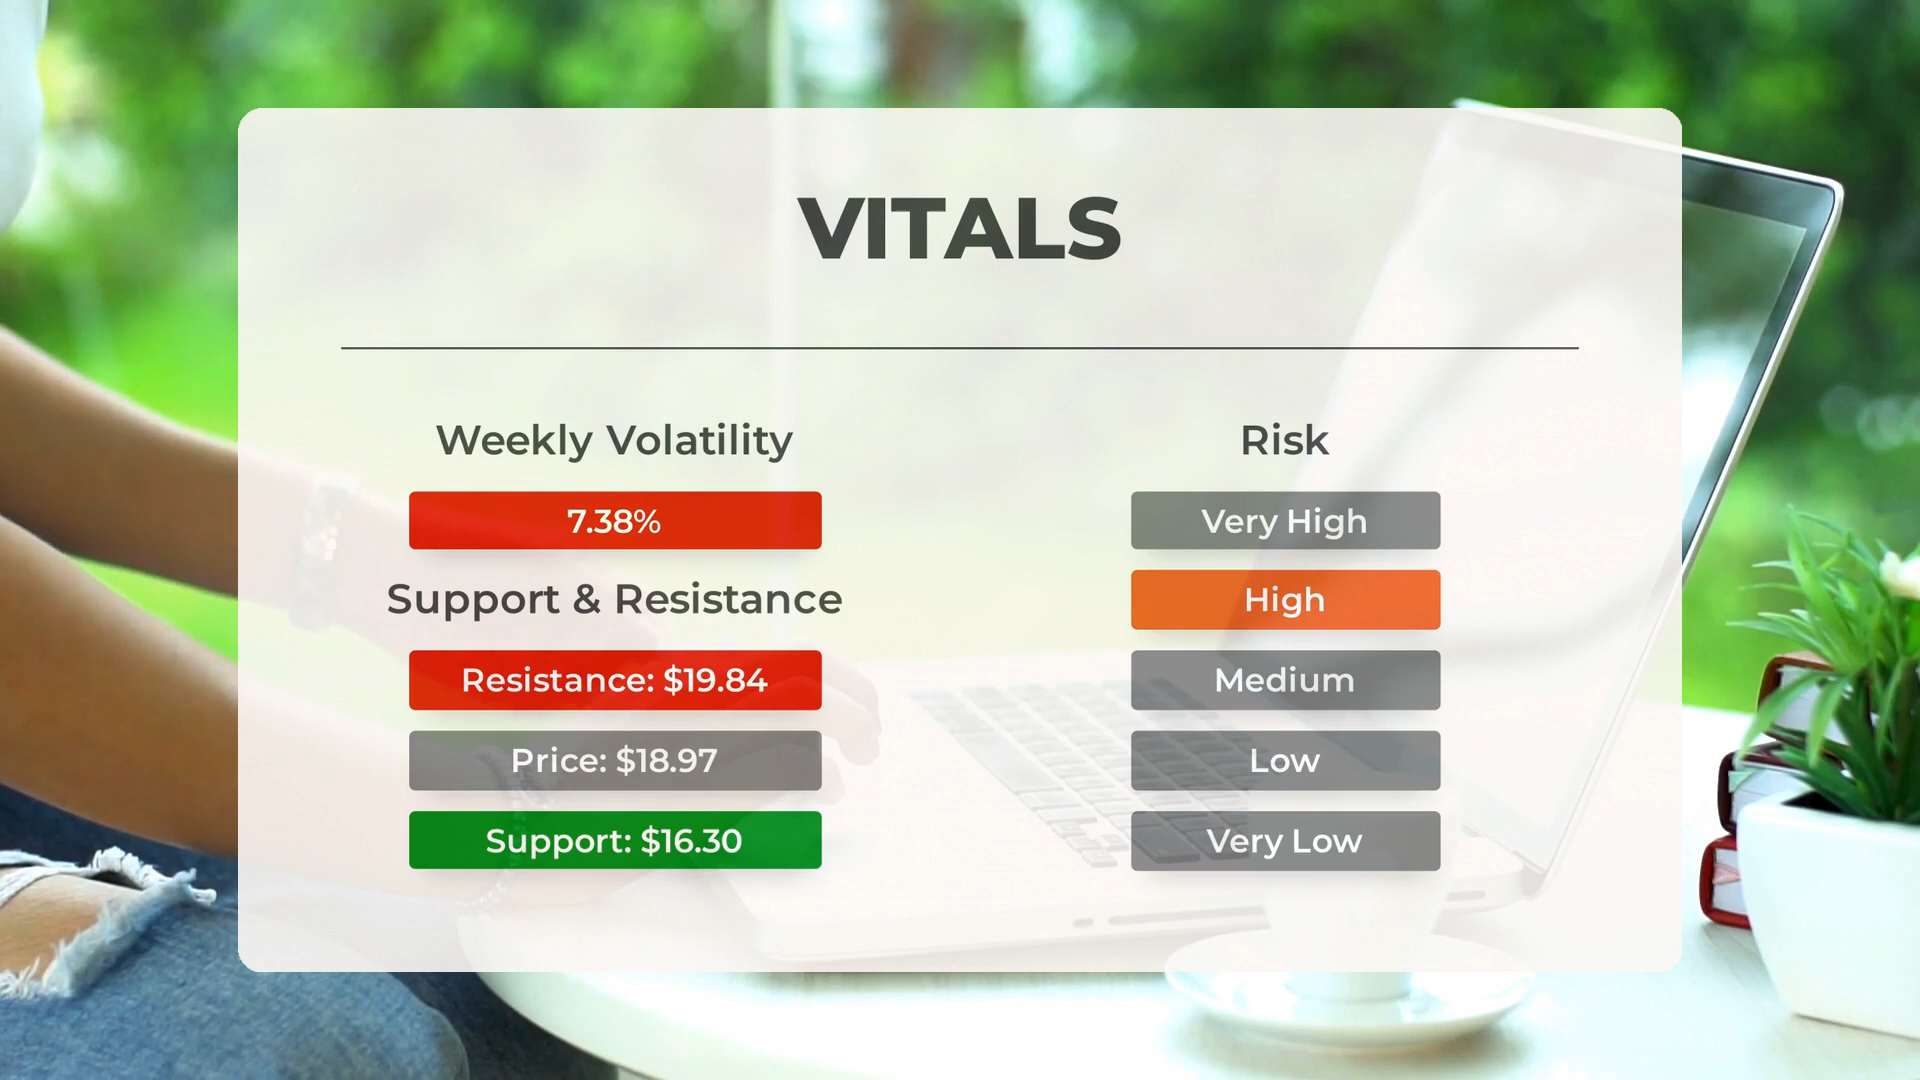 VITALS
Weekly Volatility
7.38%
Support & Resistance
Resistance: $19.84
Price: $18.97
Support: $16.30
Risk
Very High
High
Medium
Low
Very Low